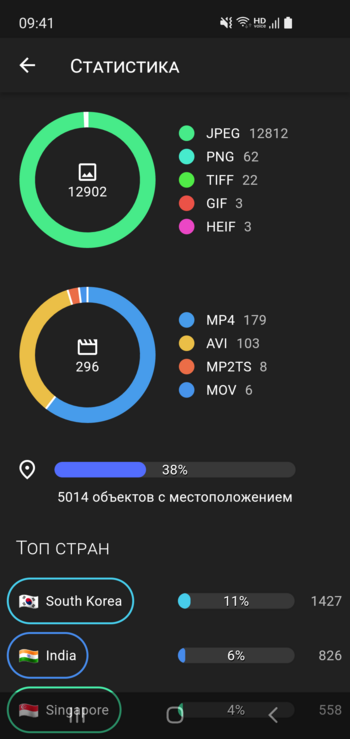 09:41 HD VOICE
Статистика
12902
JPEG 12812
PNG 62
TIFF 22
GIF 3
HEIF 3
296
MP4 179
AVI 103
MP2TS 8
MOV 6
38%
5014 объектов с местоположением
Топ стран
South Korea 11% 1427
India 6% 826
Singapore 4% 558